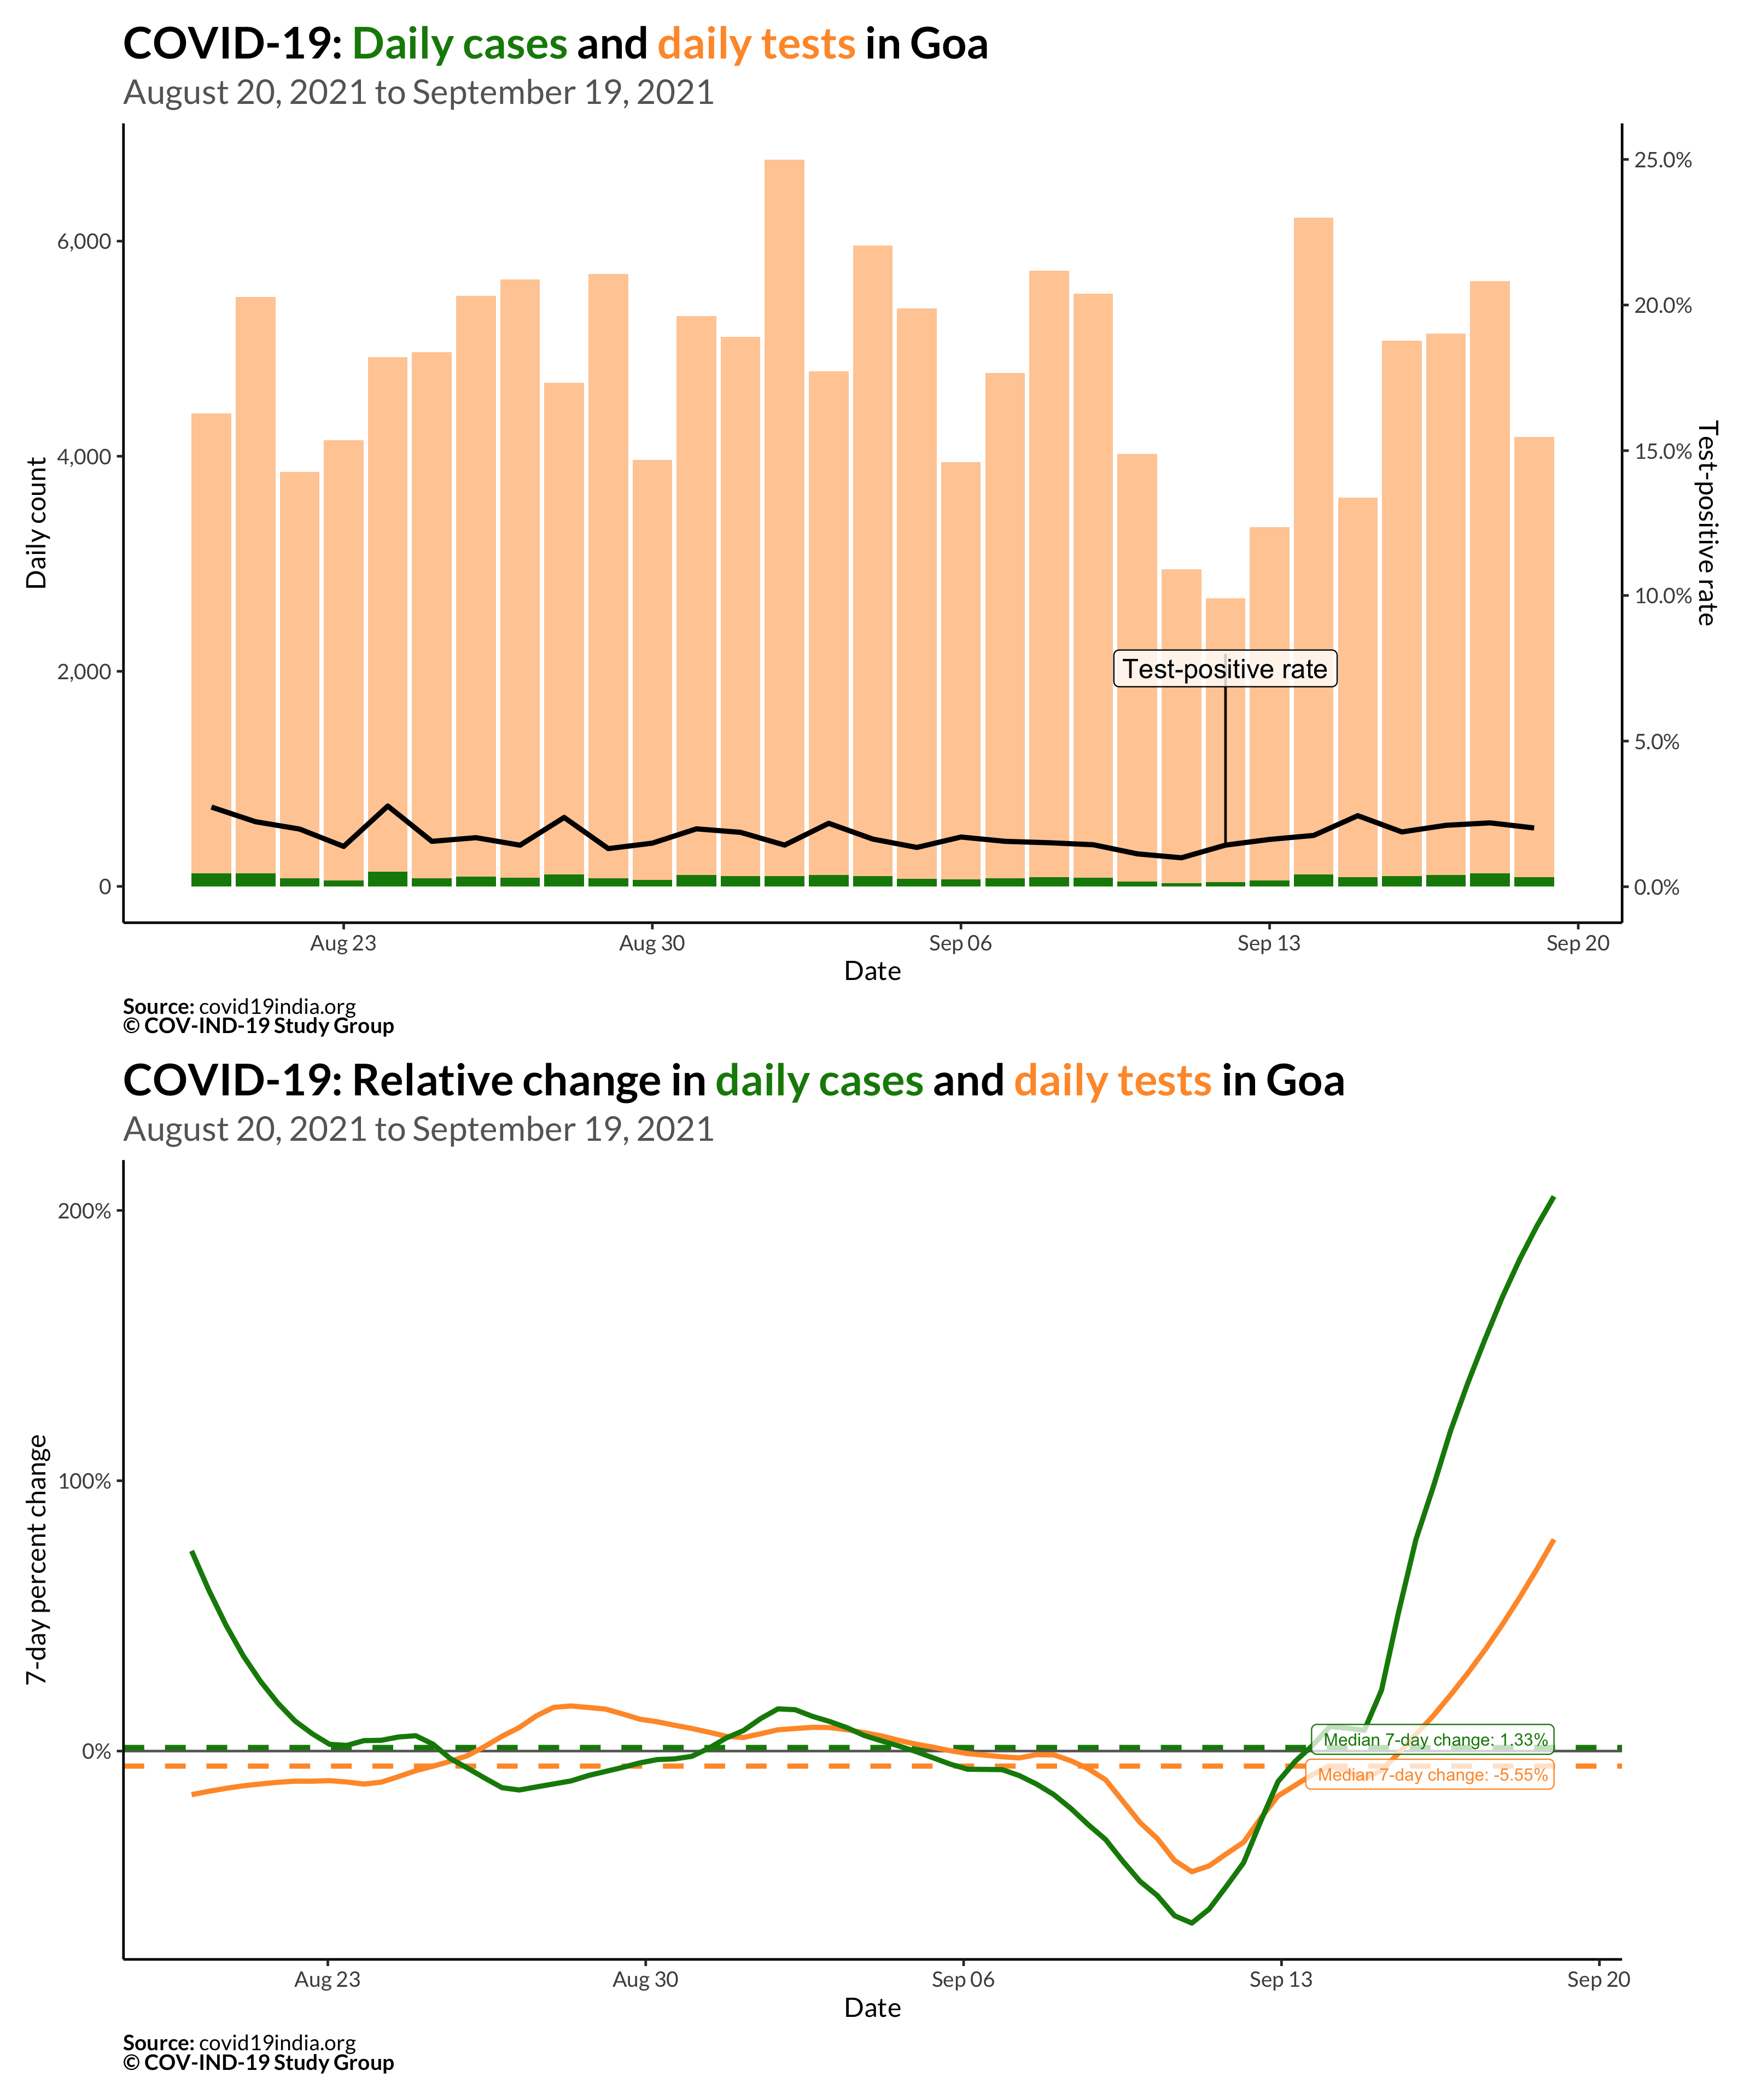 COVID-19: Daily cases and daily tests in Goa
August 20, 2021 to September 19, 2021
Daily count
6,000
4,000
2,000
0
Test-positive rate
25.0%
20.0%
15.0%
10.0%
5.0%
0.0%
Test-positive rate
Aug 23
Aug 30
Sep 06
Sep 13
Sep 20
Date
Source: covid19india.org
© COV-IND-19 Study Group
COVID-19: Relative change in daily cases and daily tests in Goa
August 20, 2021 to September 19, 2021
7-day percent change
200%
100%
0%
Median 7-day change: 1.33%
Median 7-day change: -5.55%
Aug 23
Aug 30
Sep 06
Sep 13
Sep 20
Date
Source: covid19india.org
© COV-IND-19 Study Group